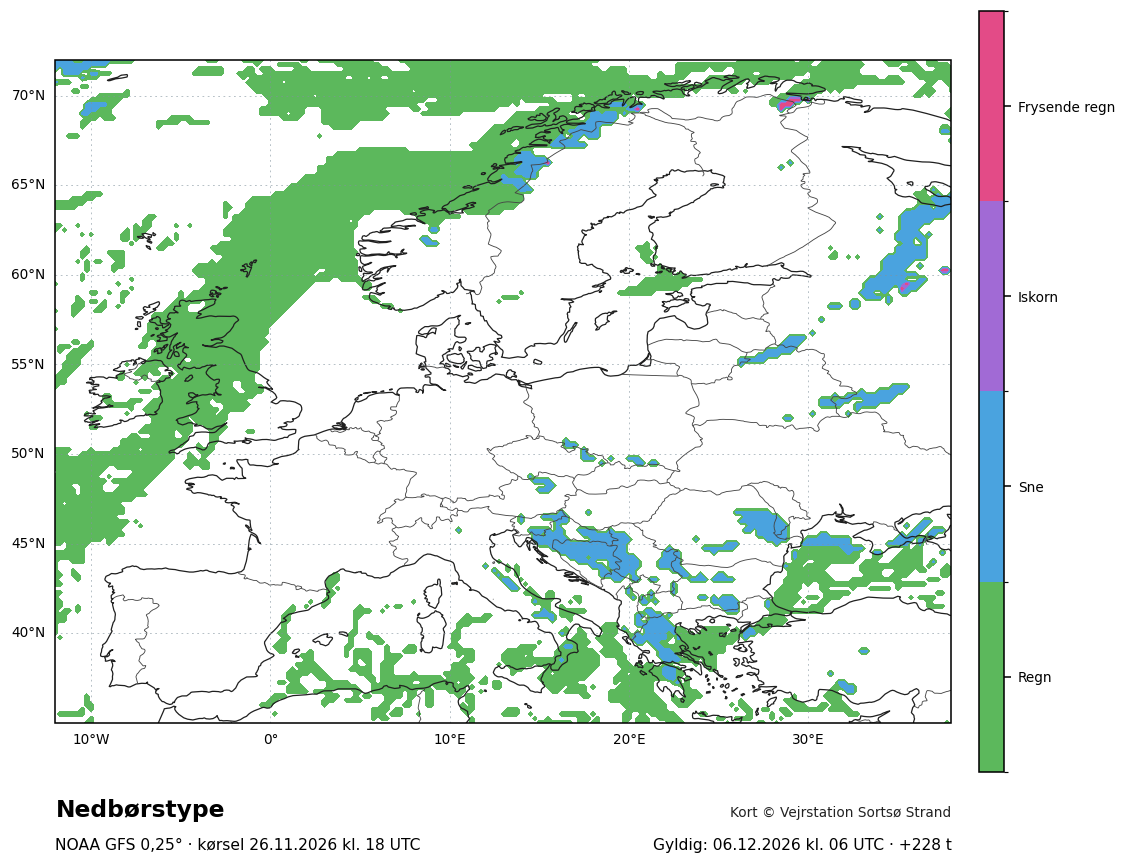 Frysende regn
Iskorn
Sne
Regn
70°N
65°N
60°N
55°N
50°N
45°N
40°N
10°W
0°
10°E
20°E
30°E
Nedbørstype
Kort © Vejrstation Sortsø Strand
NOAA GFS 0,25° · kørsel 26.11.2026 kl. 18 UTC
Gyldig: 06.12.2026 kl. 06 UTC · +228 t